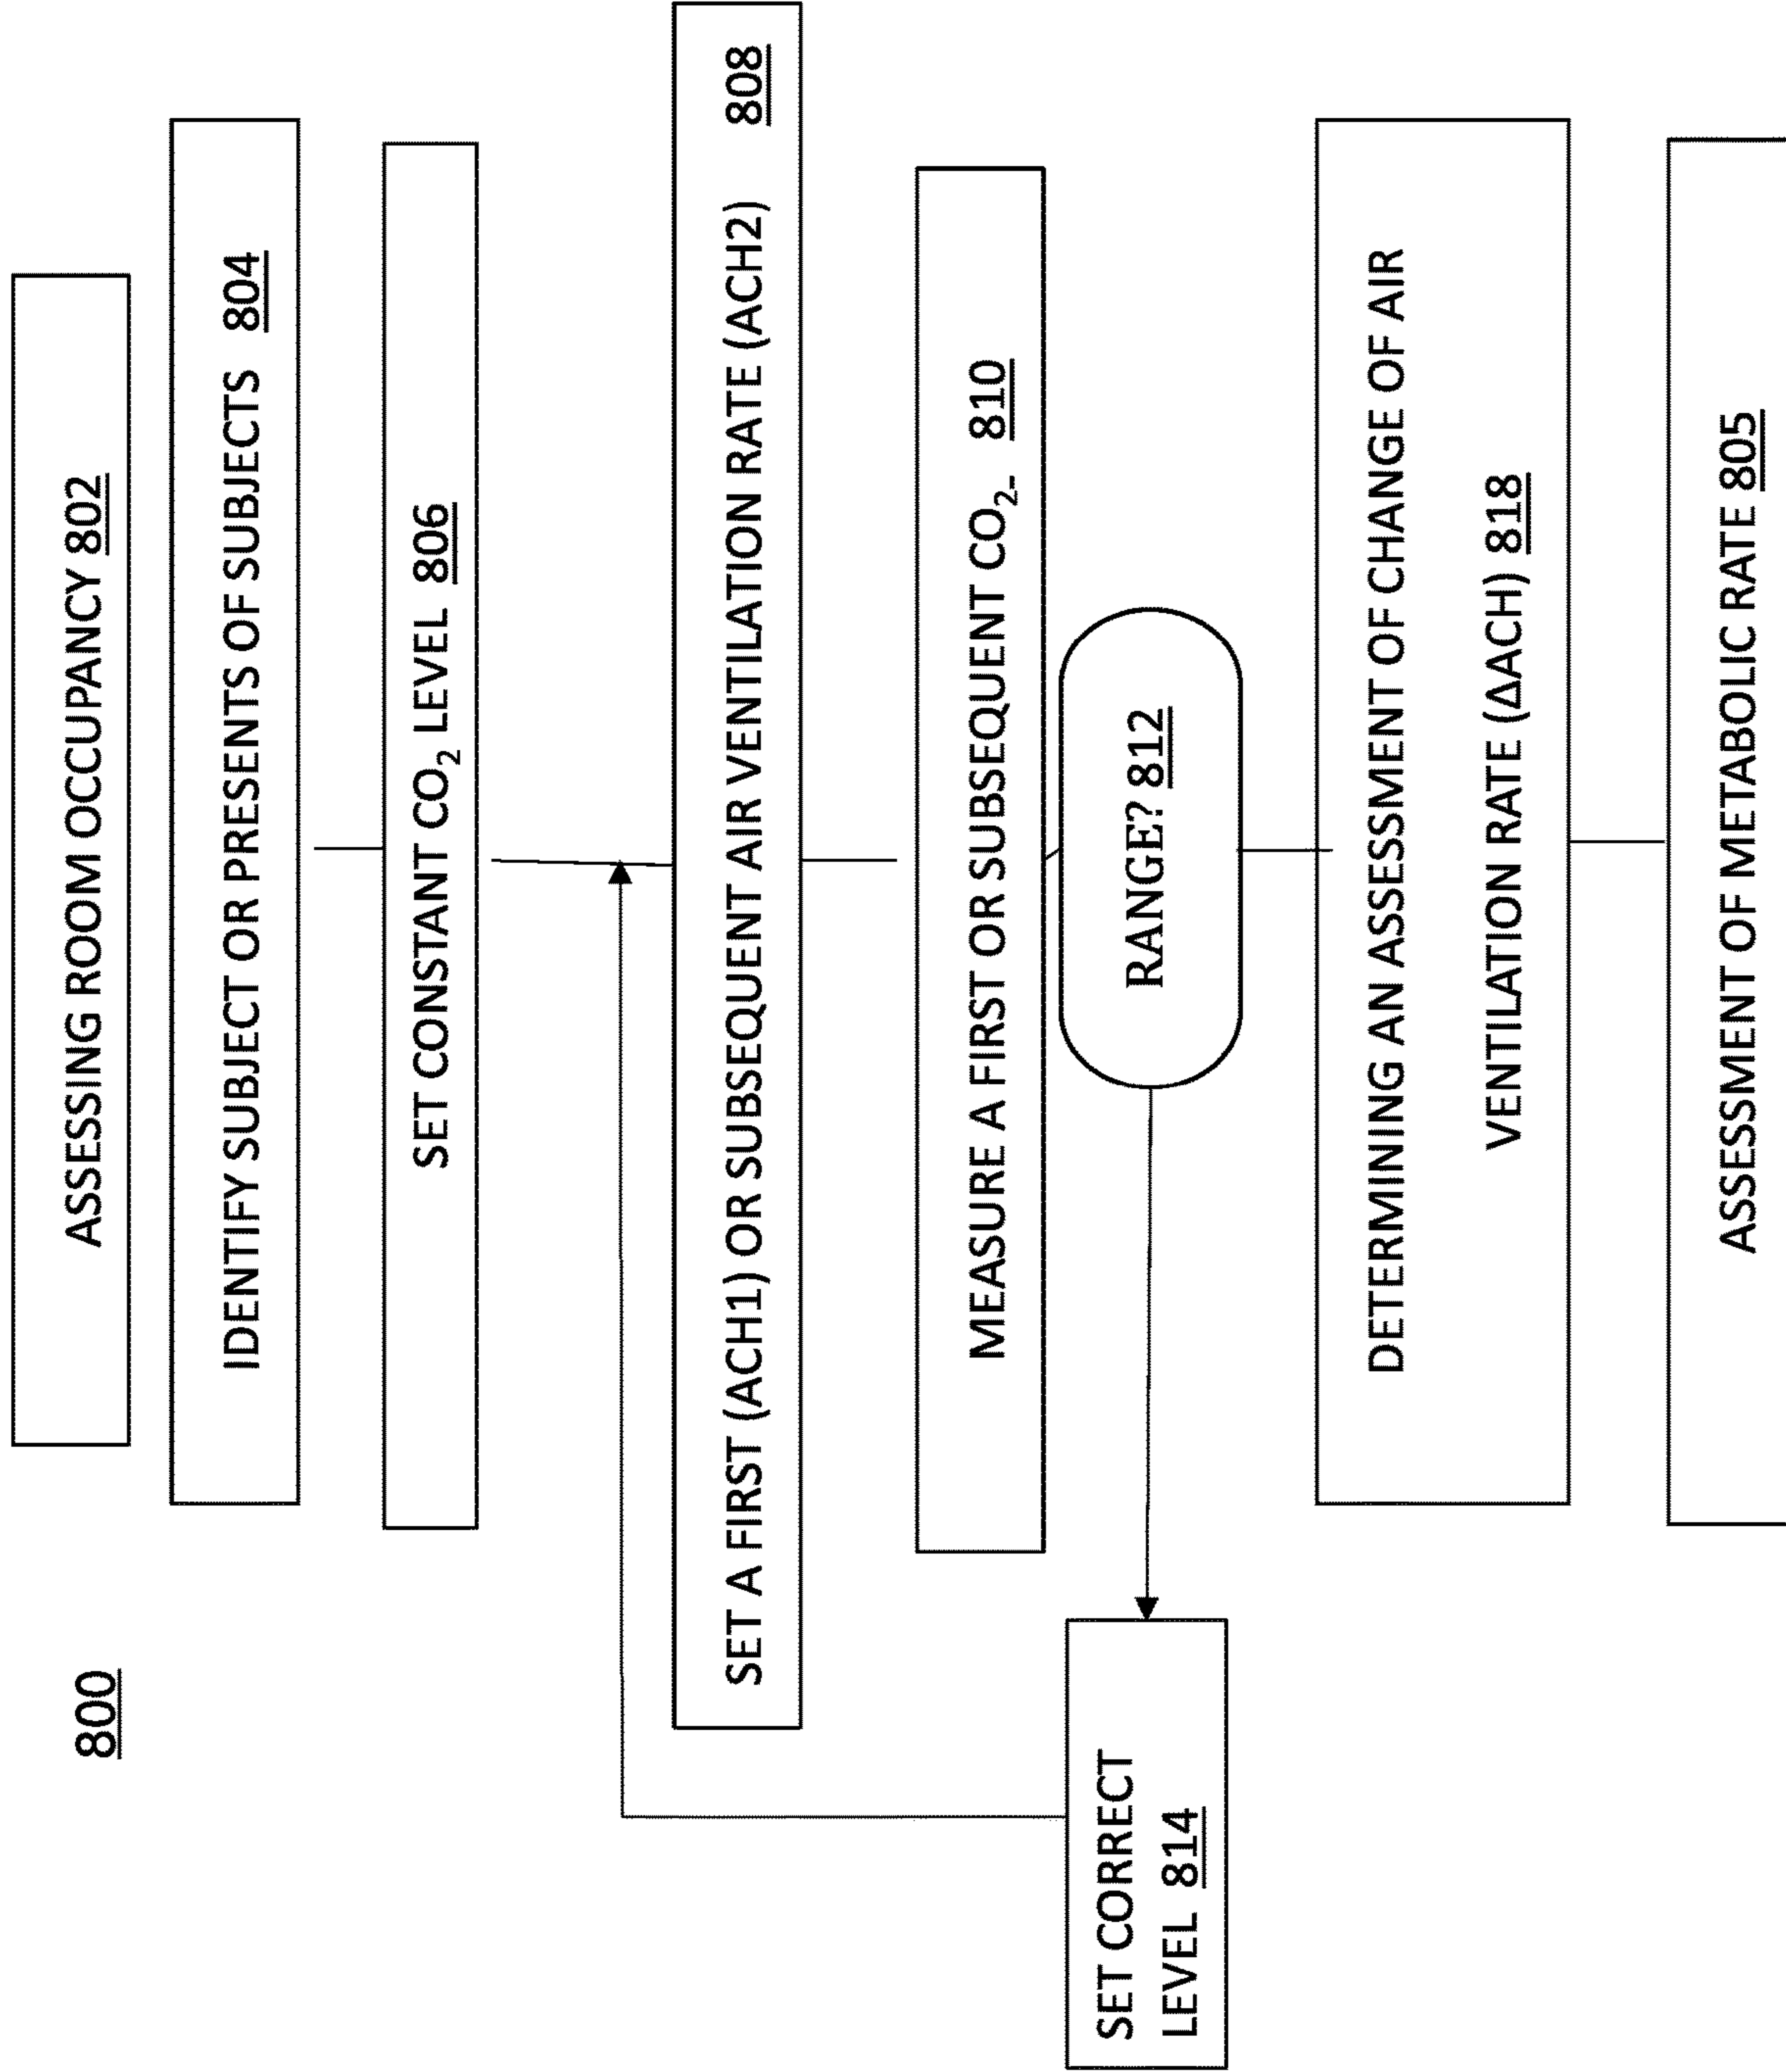 800
ASSESSING ROOM OCCUPANCY 802
IDENTIFY SUBJECT OR PRESENTS OF SUBJECTS 804
SET CONSTANT CO₂ LEVEL 806
SET A FIRST (ACH1) OR SUBSEQUENT AIR VENTILATION RATE (ACH2) 808
MEASURE A FIRST OR SUBSEQUENT CO₂- 810
RANGE? 812
SET CORRECT
LEVEL 814
DETERMINING AN ASSESSMENT OF CHANGE OF AIR
VENTILATION RATE (ΔACH) 818
ASSESSMENT OF METABOLIC RATE 805